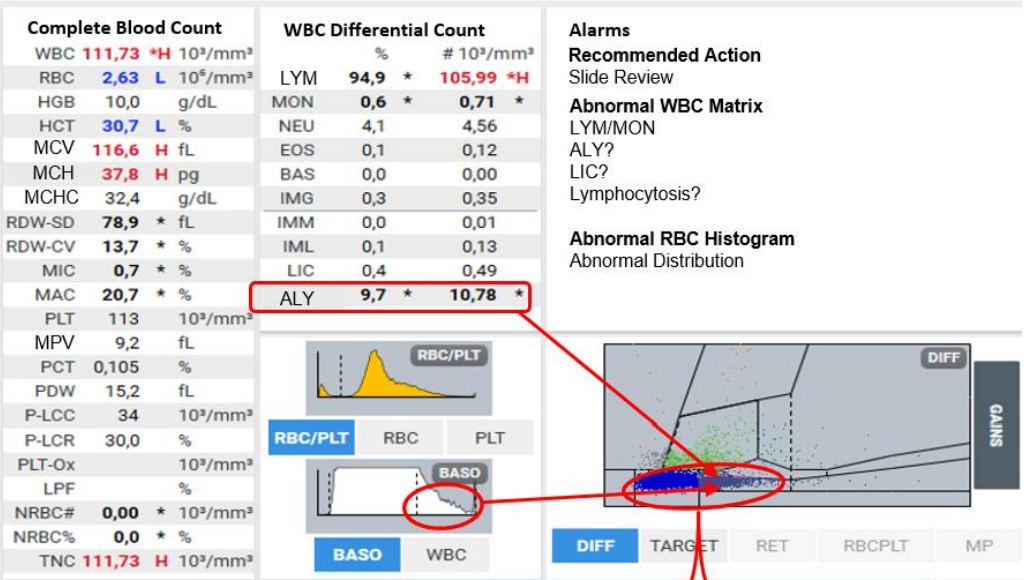 Complete Blood Count
WBC 111,73 *H 10³/mm³
RBC 2,63 L 10⁶/mm³
HGB 10,0 g/dL
HCT 30,7 L %
MCV 116,6 H fL
MCH 37,8 H pg
MCHC 32,4 g/dL
RDW-SD 78,9 * fL
RDW-CV 13,7 * %
MIC 0,7 * %
MAC 20,7 * %
PLT 113 10³/mm³
MPV 9,2 fL
PCT 0,105 %
PDW 15,2 fL
P-LCC 34 10³/mm³
P-LCR 30,0 %
PLT-Ox 10³/mm³
LPF %
NRBC# 0,00 * 10³/mm³
NRBC% 0,0 * %
TNC 111,73 H 10³/mm³
WBC Differential Count
% # 10³/mm³
LYM 94,9 * 105,99 *H
MON 0,6 * 0,71 *
NEU 4,1 4,56
EOS 0,1 0,12
BAS 0,0 0,00
IMG 0,3 0,35
IMM 0,0 0,01
IML 0,1 0,13
LIC 0,4 0,49
ALY 9,7 * 10,78 *
Alarms
Recommended Action
Slide Review
Abnormal WBC Matrix
LYM/MON
ALY?
LIC?
Lymphocytosis?
Abnormal RBC Histogram
Abnormal Distribution
RBC/PLT
RBC/PLT RBC PLT
BASO
BASO WBC
DIFF
GAINS
DIFF TARGET RET RBCPLT MP